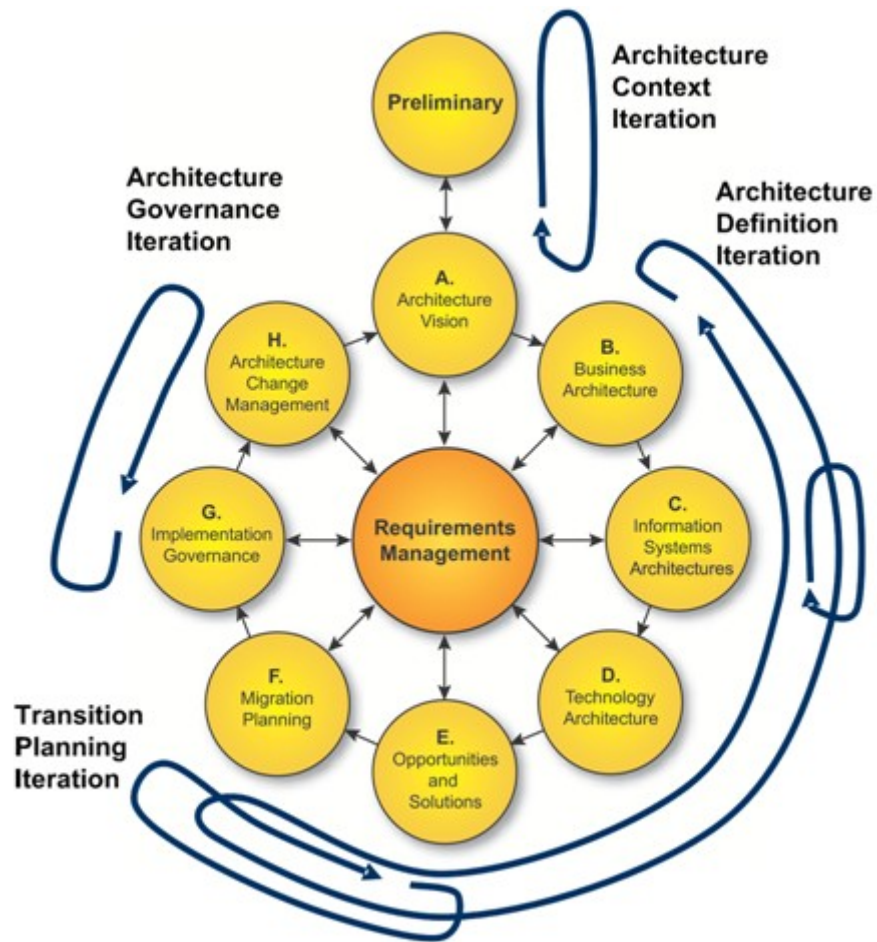 Architecture
Context
Iteration
Preliminary
Architecture
Governance
Iteration
Architecture
Definition
Iteration
A.
Architecture
Vision
H.
Architecture
Change
Management
B.
Business
Architecture
G.
Implementation
Governance
Requirements
Management
C.
Information
Systems
Architectures
F.
Migration
Planning
D.
Technology
Architecture
E.
Opportunities
and
Solutions
Transition
Planning
Iteration